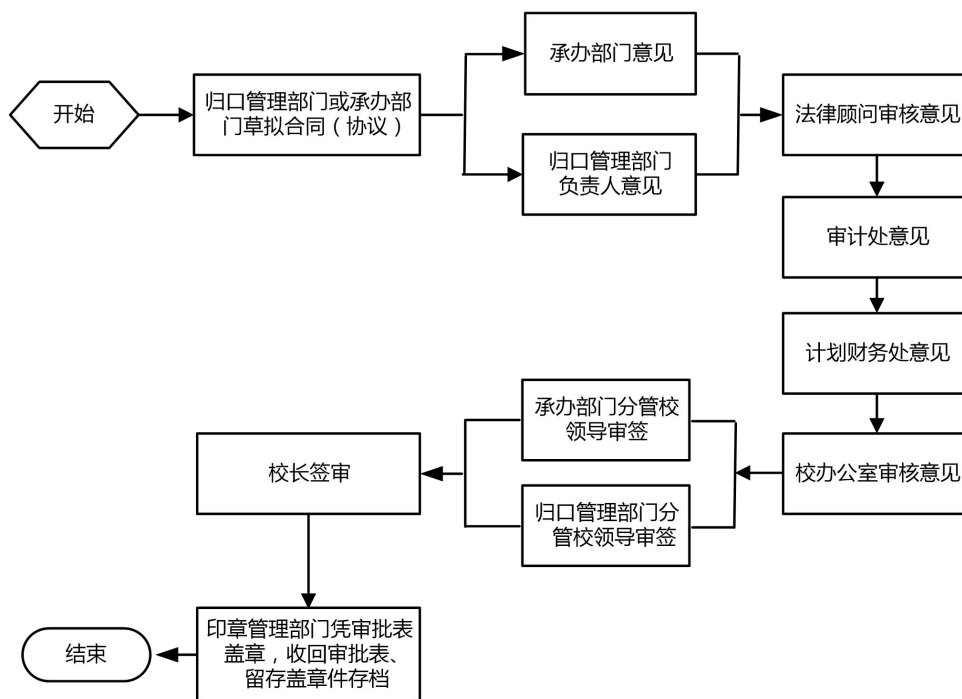 开始
归口管理部门或承办部
门草拟合同（协议）
承办部门意见
归口管理部门
负责人意见
法律顾问审核意见
审计处意见
计划财务处意见
校办公室审核意见
承办部门分管校
领导审签
归口管理部门分
管校领导审签
校长签审
印章管理部门凭审批表
盖章，收回审批表、
留存盖章件存档
结束